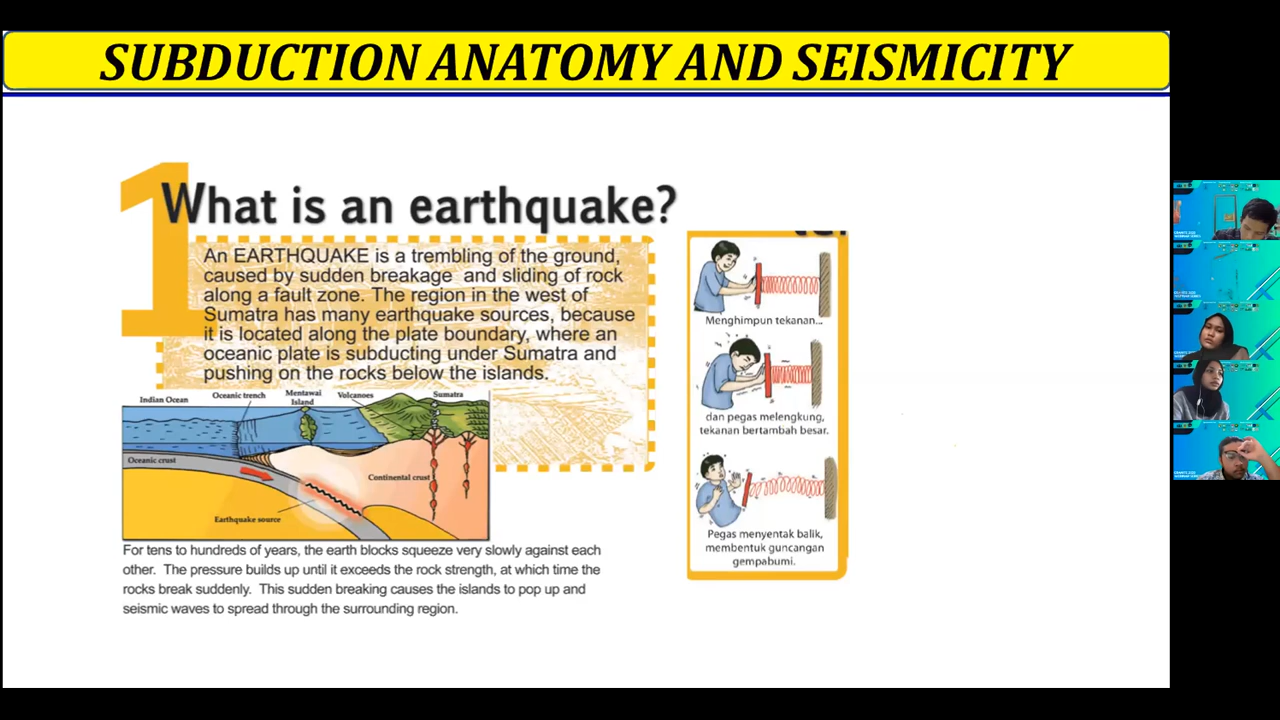 SUBDUCTION ANATOMY AND SEISMICITY
1
What is an earthquake?
An EARTHQUAKE is a trembling of the ground,
caused by sudden breakage and sliding of rock
along a fault zone. The region in the west of
Sumatra has many earthquake sources, because
it is located along the plate boundary, where an
oceanic plate is subducting under Sumatra and
pushing on the rocks below the islands.
Indian Ocean
Oceanic trench
Mentawai
Island
Volcanoes
Sumatra
Oceanic crust
Continental crust
Earthquake source
For tens to hundreds of years, the earth blocks squeeze very slowly against each
other. The pressure builds up until it exceeds the rock strength, at which time the
rocks break suddenly. This sudden breaking causes the islands to pop up and
seismic waves to spread through the surrounding region.
Menghimpun tekanan...
dan pegas melengkung,
tekanan bertambah besar.
Pegas menyentak balik,
membentuk guncangan
gempabumi.